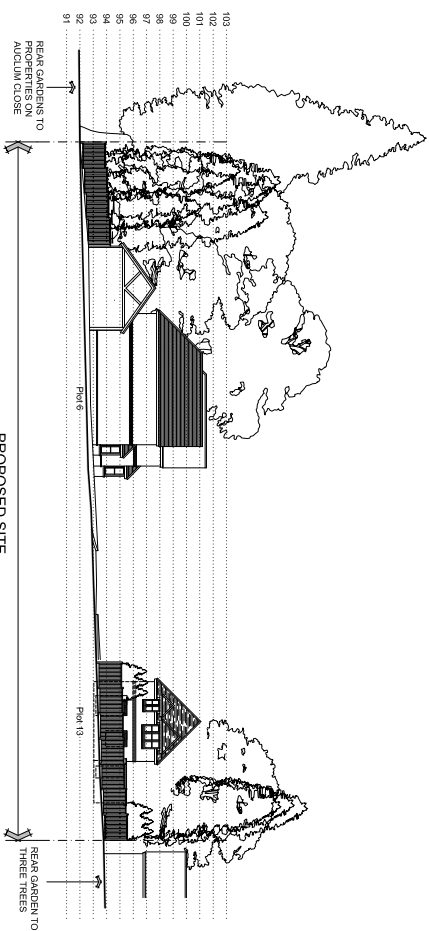 103
102
101
100
99
98
97
96
95
94
93
92
91
REAR GARDENS TO
PROPERTIES ON
AUCLUM CLOSE
Plot 6
PROPOSED SITE
Plot 13
REAR GARDEN TO
THREE TREES